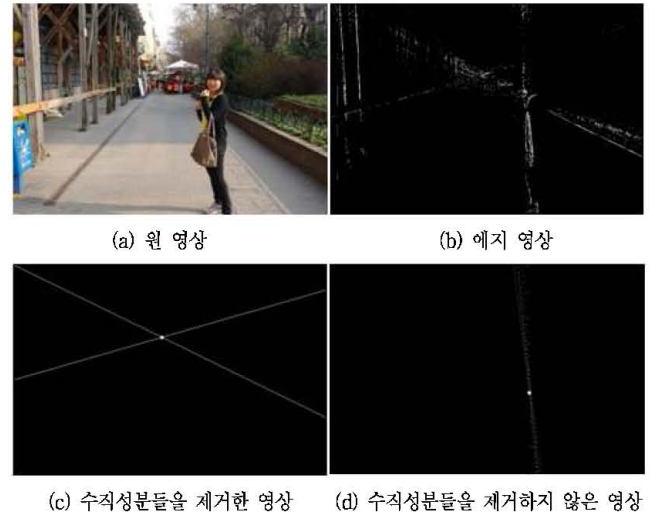 (a) 원 영상
(b) 에지 영상
(c) 수직성분들을 제거한 영상
(d) 수직성분들을 제거하지 않은 영상